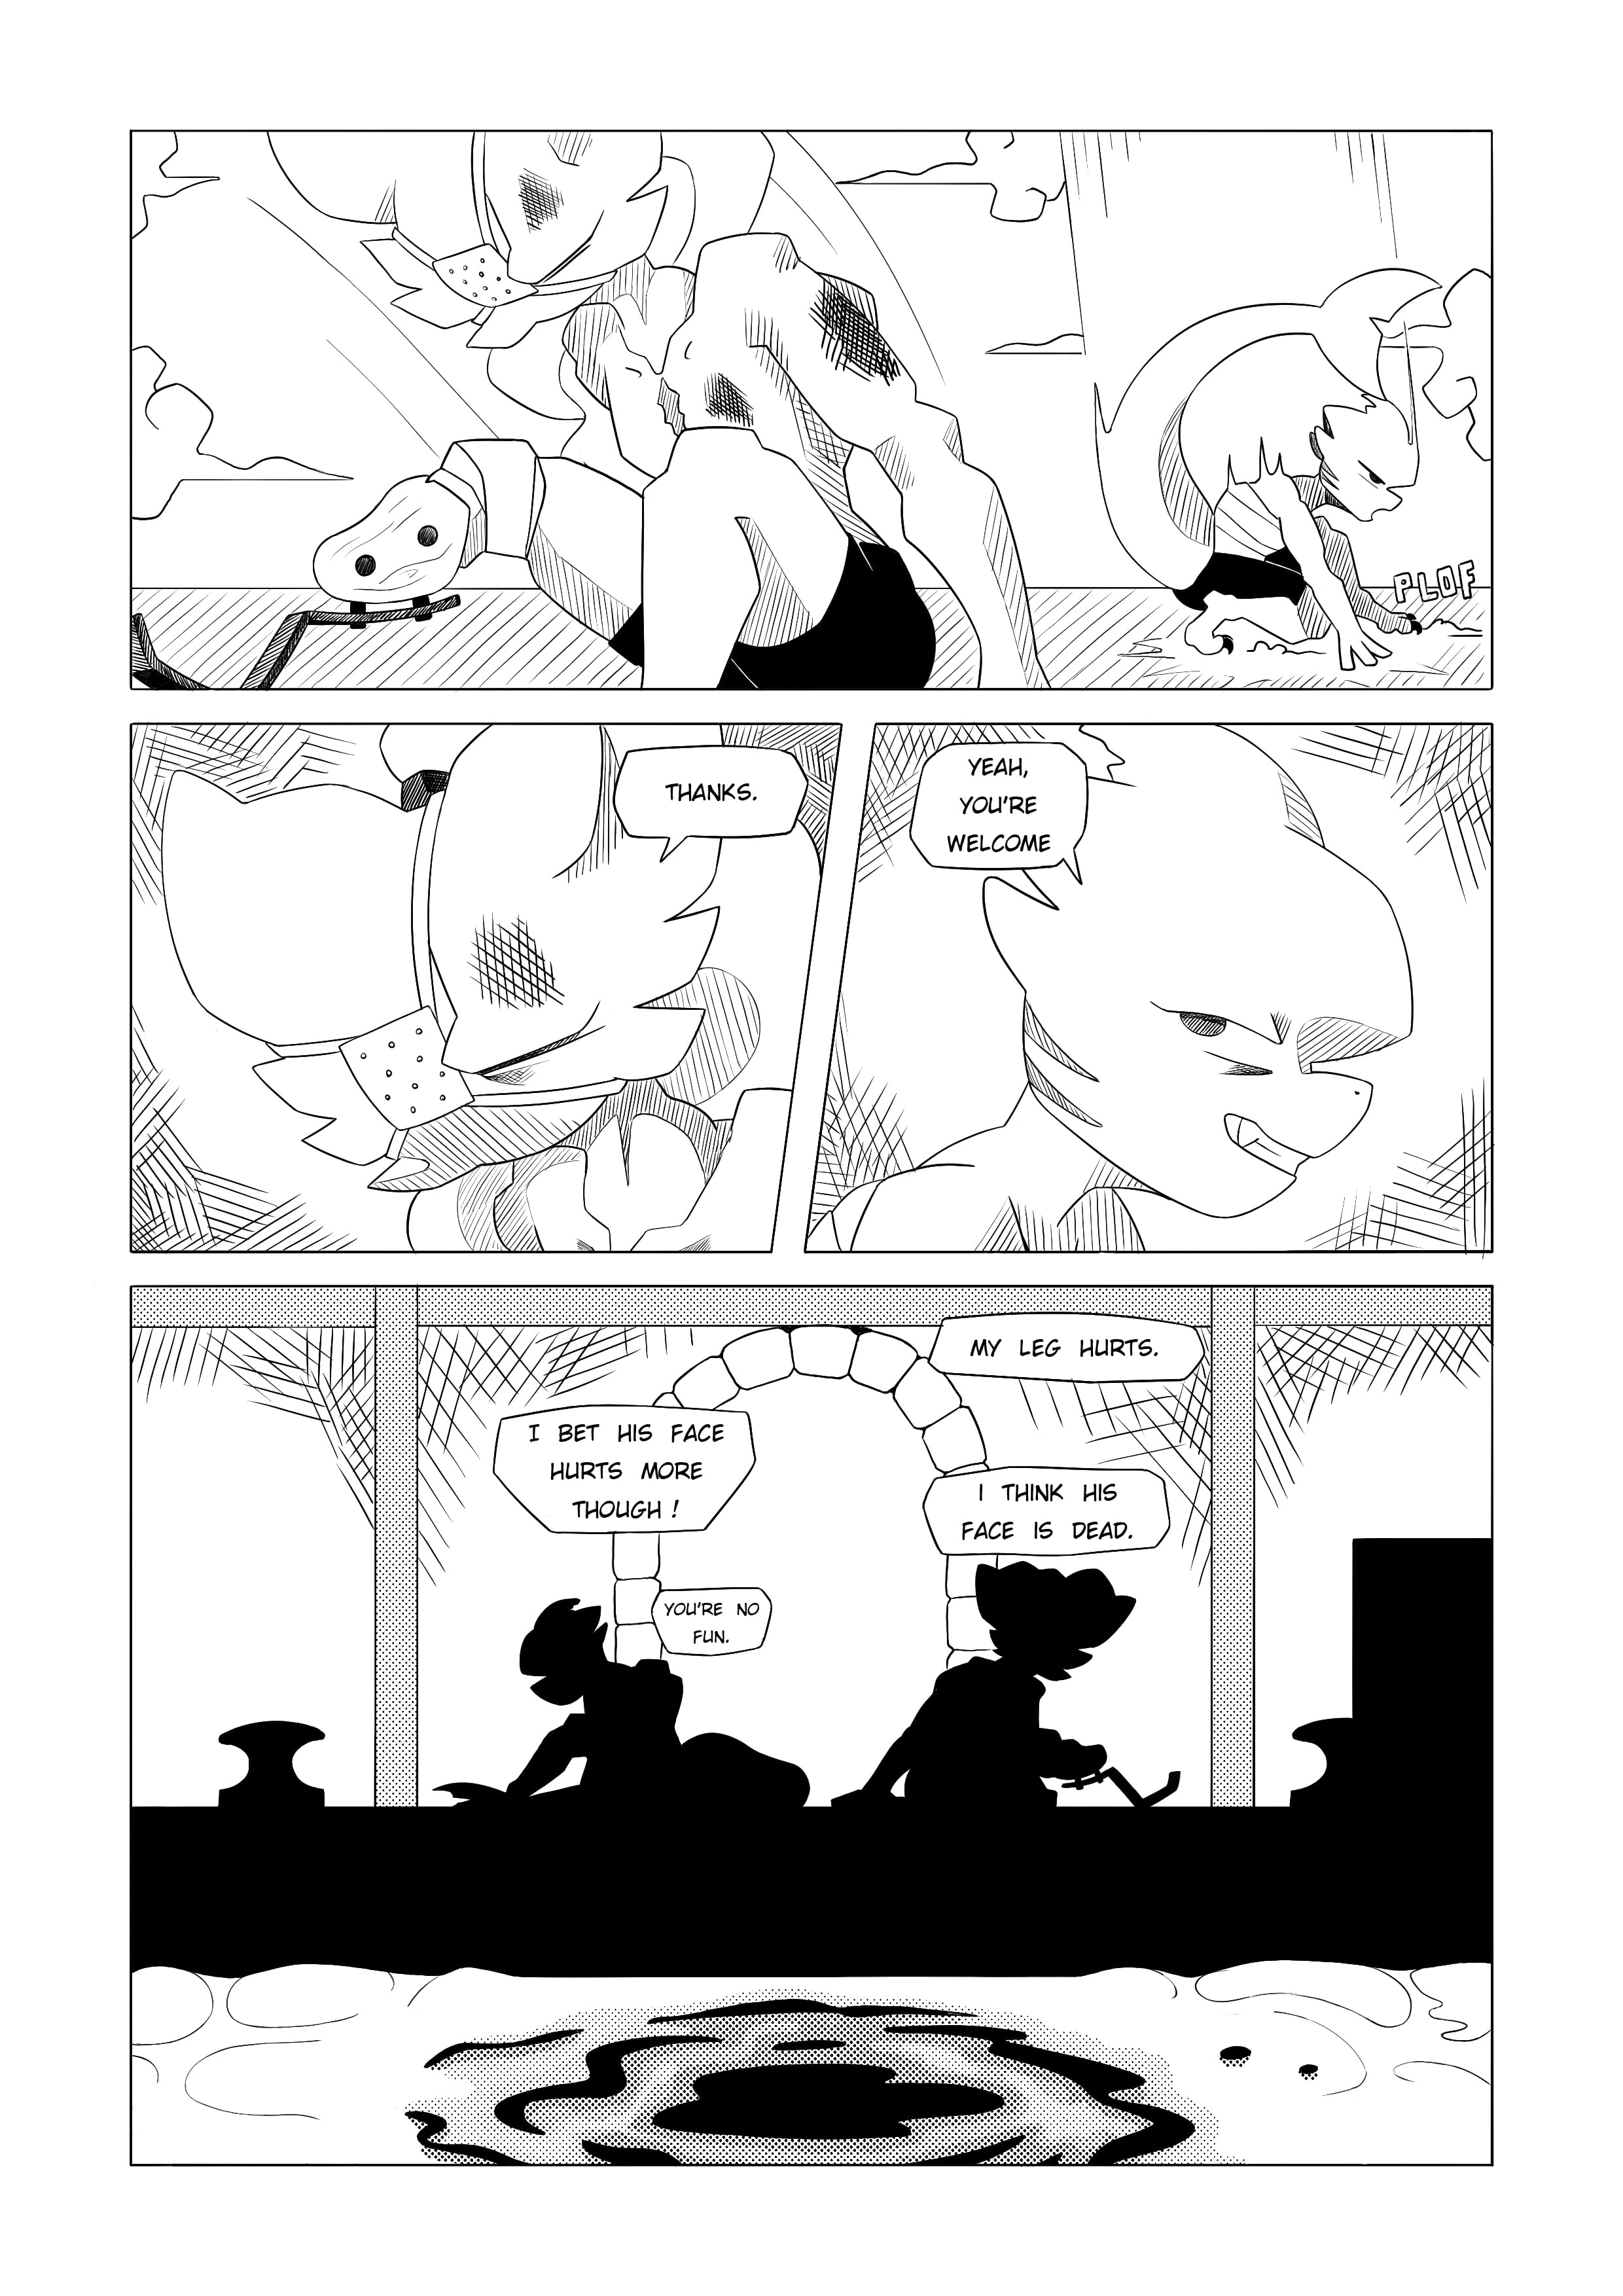 PLOF
THANKS.
YEAH,
YOU'RE
WELCOME
MY LEG HURTS.
I BET HIS FACE
HURTS MORE
THOUGH !
I THINK HIS
FACE IS DEAD.
YOU'RE NO
FUN.